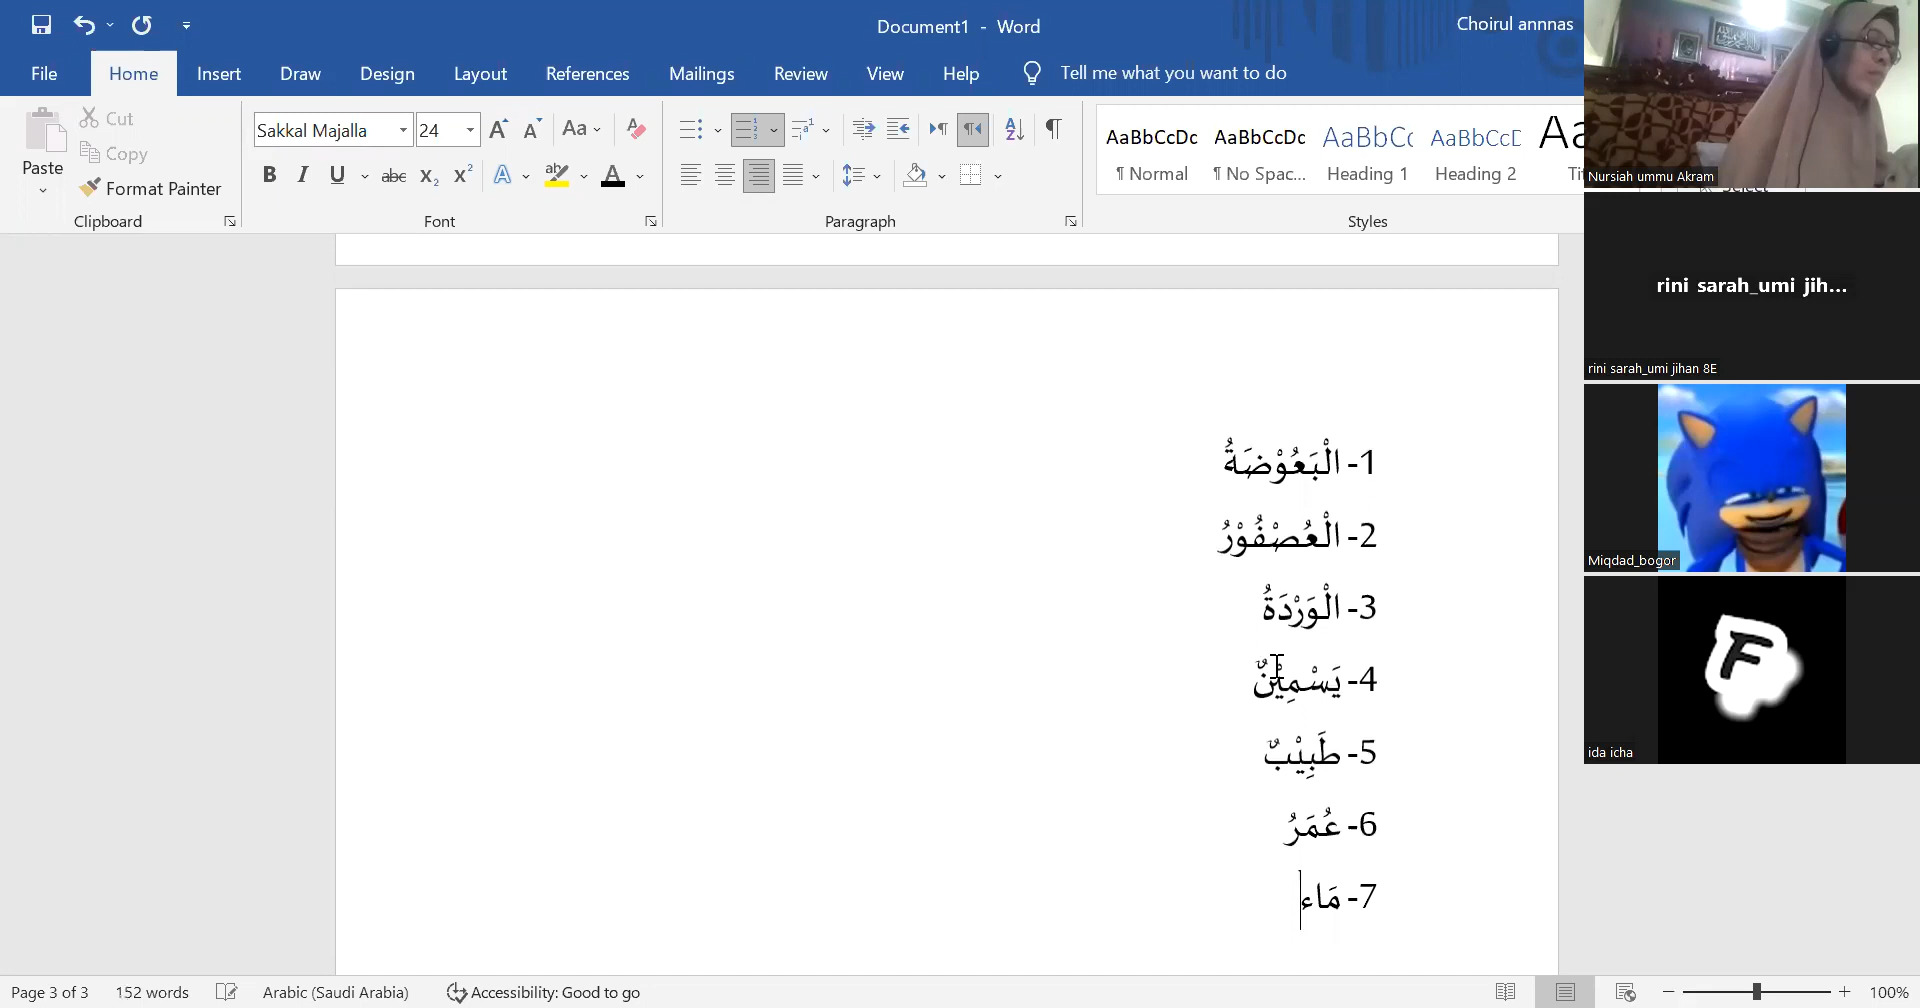 Document1 - Word
Choirul annnas
File Home Insert Draw Design Layout References Mailings Review View Help Tell me what you want to do
Paste
Cut
Copy
Format Painter
Clipboard
Sakkal Majalla 24
Font
Paragraph
AaBbCcDc AaBbCcDc AaBbCc AaBbCcD Aa
¶ Normal ¶ No Spac... Heading 1 Heading 2
Styles
Nursiah ummu Akram
rini sarah_umi jih...
rini sarah_umi jihan 8E
Miqdad_bogor
F
ida icha
1- الْبَعُوْضَةُ
2- الْعُصْفُوْرُ
3- الْوَرْدَةُ
4- يَسْمِيْنٌ
5- طَبِيْبٌ
6- عُمَرُ
7- مَاء
Page 3 of 3 152 words Arabic (Saudi Arabia) Accessibility: Good to go 100%